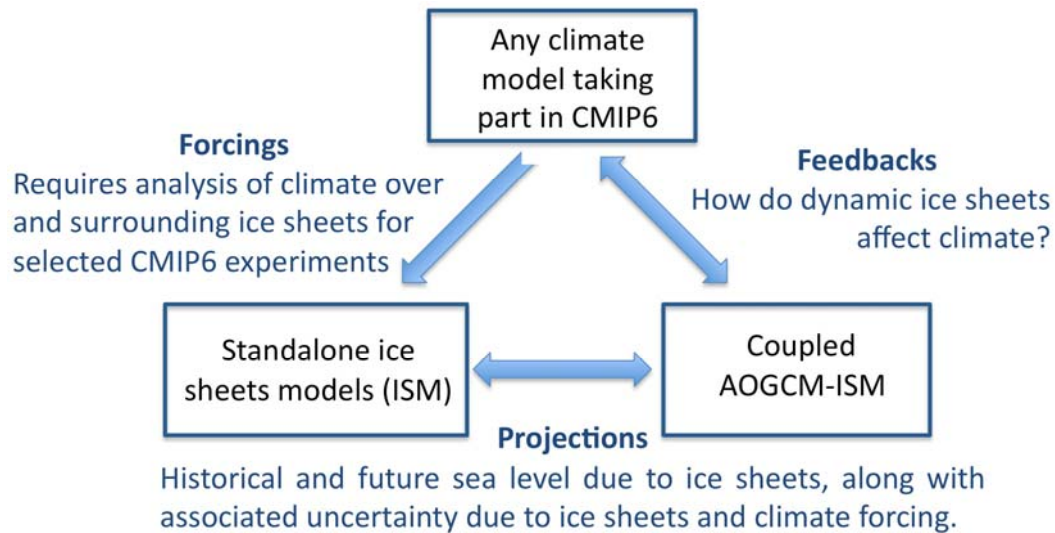 Any climate
model taking
part in CMIP6
Forcings
Requires analysis of climate over
and surrounding ice sheets for
selected CMIP6 experiments
Feedbacks
How do dynamic ice sheets
affect climate?
Standalone ice
sheets models (ISM)
Coupled
AOGCM-ISM
Projections
Historical and future sea level due to ice sheets, along with
associated uncertainty due to ice sheets and climate forcing.